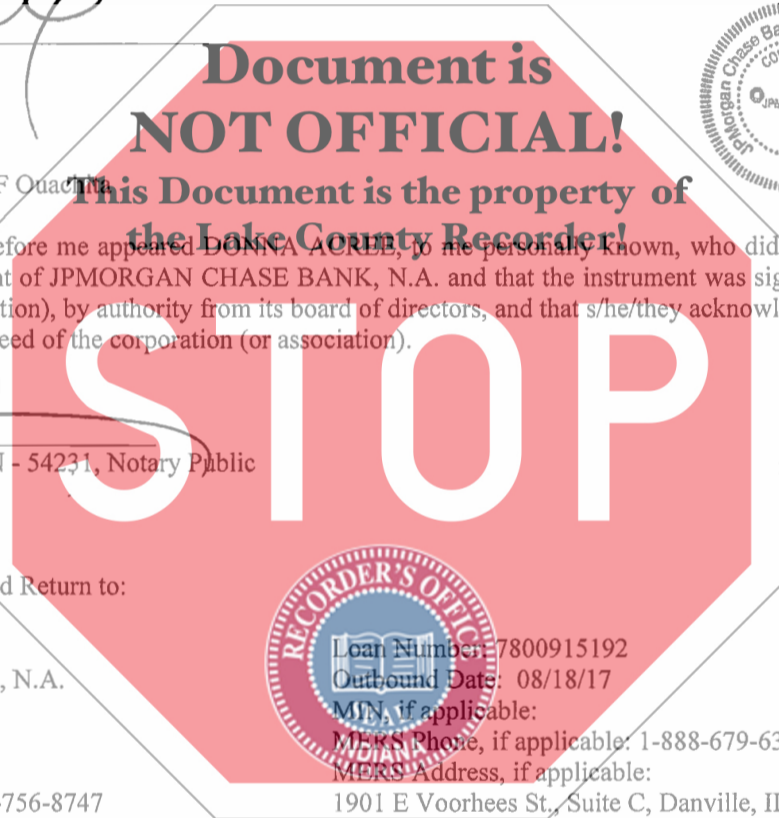 Document is
NOT OFFICIAL!
This Document is the property of
the Lake County Recorder!
F Ouachita
efore me appeared DONNA ACREE, to me personally known, who did
nt of JPMORGAN CHASE BANK, N.A. and that the instrument was sig
tion), by authority from its board of directors, and that s/he/they acknowl
eed of the corporation (or association).
STOP
- 54231, Notary Public
d Return to:
RECORDER'S OFFIC
SEAL
INDIANA
Loan Number: 7800915192
, N.A.
Outbound Date: 08/18/17
MIN, if applicable:
MERS Phone, if applicable: 1-888-679-63
MERS Address, if applicable:
-756-8747
1901 E Voorhees St., Suite C, Danville, I
JPMorgan Chase Ba